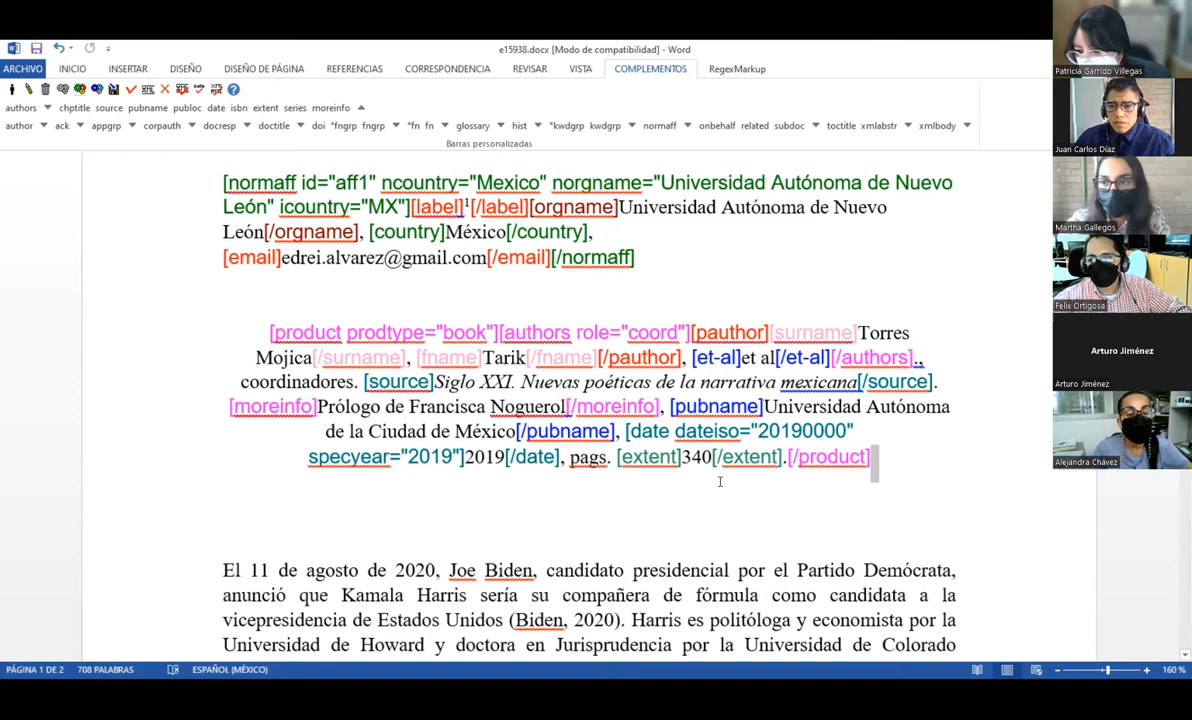 e15938.docx [Modo de compatibilidad] - Word
ARCHIVO INICIO INSERTAR DISEÑO DISEÑO DE PÁGINA REFERENCIAS CORRESPONDENCIA REVISAR VISTA COMPLEMENTOS RegexMarkup
authors chptitle source pubname publoc date isbn extent series moreinfo
author ack appgrp corpauth docresp doctitle doi *fngrp fngrp *fn fn glossary hist *kwdgrp kwdgrp normaff onbehalf related subdoc toctitle xmlabstr xmlbody
Barras personalizadas
[normaff id="aff1" ncountry="Mexico" norgname="Universidad Autónoma de Nuevo
León" icountry="MX"][label]1[/label][orgname]Universidad Autónoma de Nuevo
León[/orgname], [country]México[/country],
[email]edrei.alvarez@gmail.com[/email][/normaff]
[product prodtype="book"][authors role="coord"][pauthor][surname]Torres
Mojica[/surname], [fname]Tarik[/fname][/pauthor], [et-al]et al[/et-al][/authors].,
coordinadores. [source]Siglo XXI. Nuevas poéticas de la narrativa mexicana[/source].
[moreinfo]Prólogo de Francisca Noguerol[/moreinfo], [pubname]Universidad Autónoma
de la Ciudad de México[/pubname], [date dateiso="20190000"
specyear="2019"]2019[/date], pags. [extent]340[/extent].[/product]
El 11 de agosto de 2020, Joe Biden, candidato presidencial por el Partido Demócrata,
anunció que Kamala Harris sería su compañera de fórmula como candidata a la
vicepresidencia de Estados Unidos (Biden, 2020). Harris es politóloga y economista por la
Universidad de Howard y doctora en Jurisprudencia por la Universidad de Colorado
PÁGINA 1 DE 2 708 PALABRAS ESPAÑOL (MÉXICO) 160 %
Patricia Garrido Villegas
Juan Carlos Díaz
Martha Gallegos
Felix Ortigosa
Arturo Jiménez
Arturo Jiménez
Alejandra Chávez